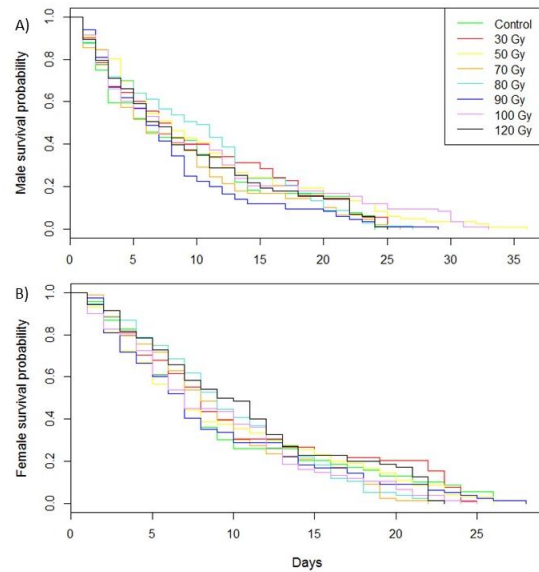 A)
Male survival probability
1.0
0.8
0.6
0.4
0.2
0.0
Control
30 Gy
50 Gy
70 Gy
80 Gy
90 Gy
100 Gy
120 Gy
0 5 10 15 20 25 30 35
B)
Female survival probability
1.0
0.8
0.6
0.4
0.2
0.0
0 5 10 15 20 25
Days